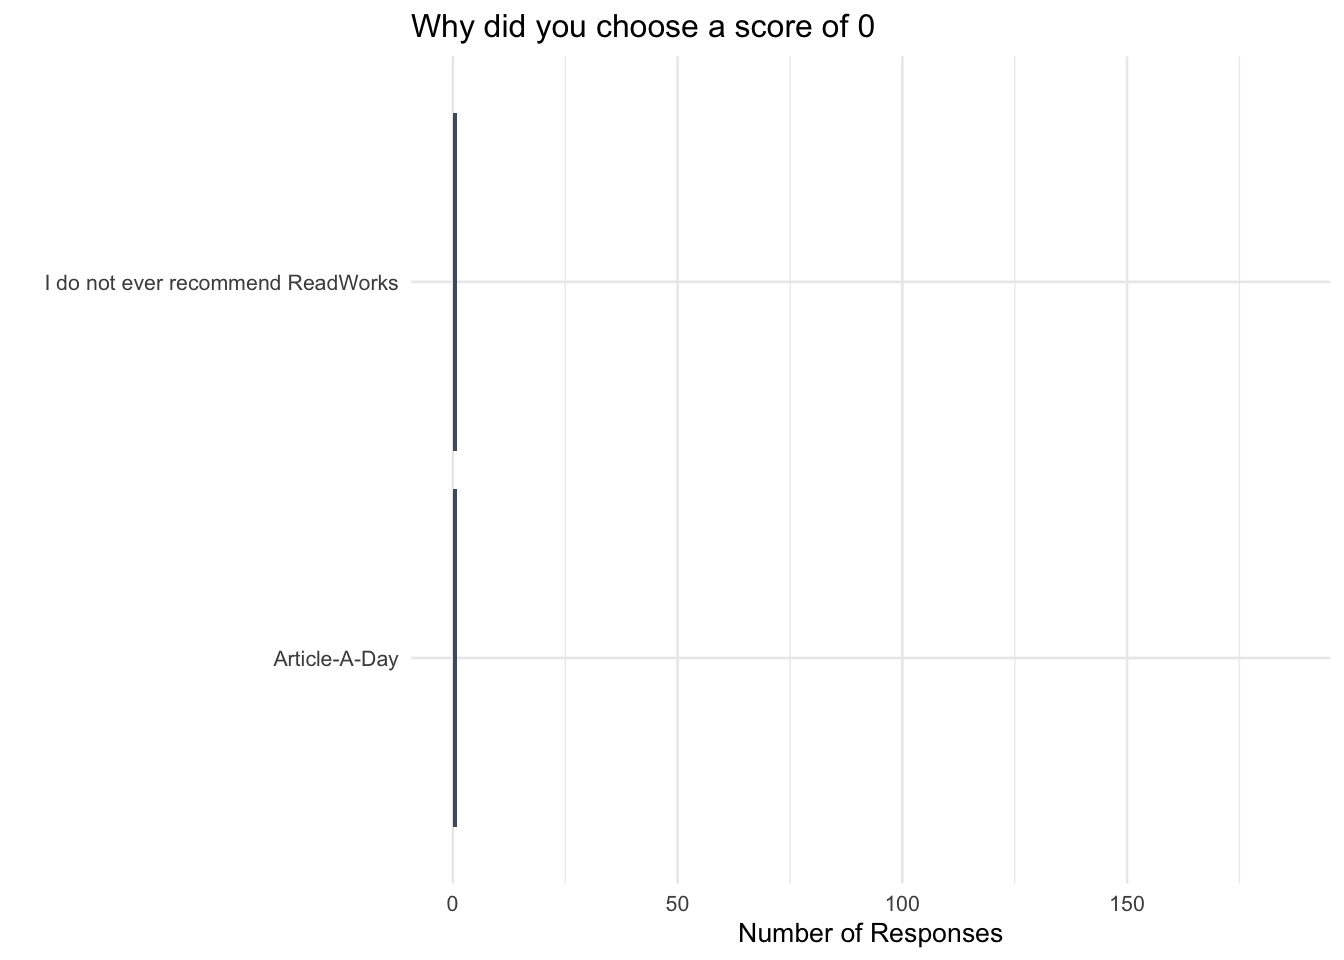 Why did you choose a score of 0
I do not ever recommend ReadWorks
Article-A-Day
0 50 100 150
Number of Responses